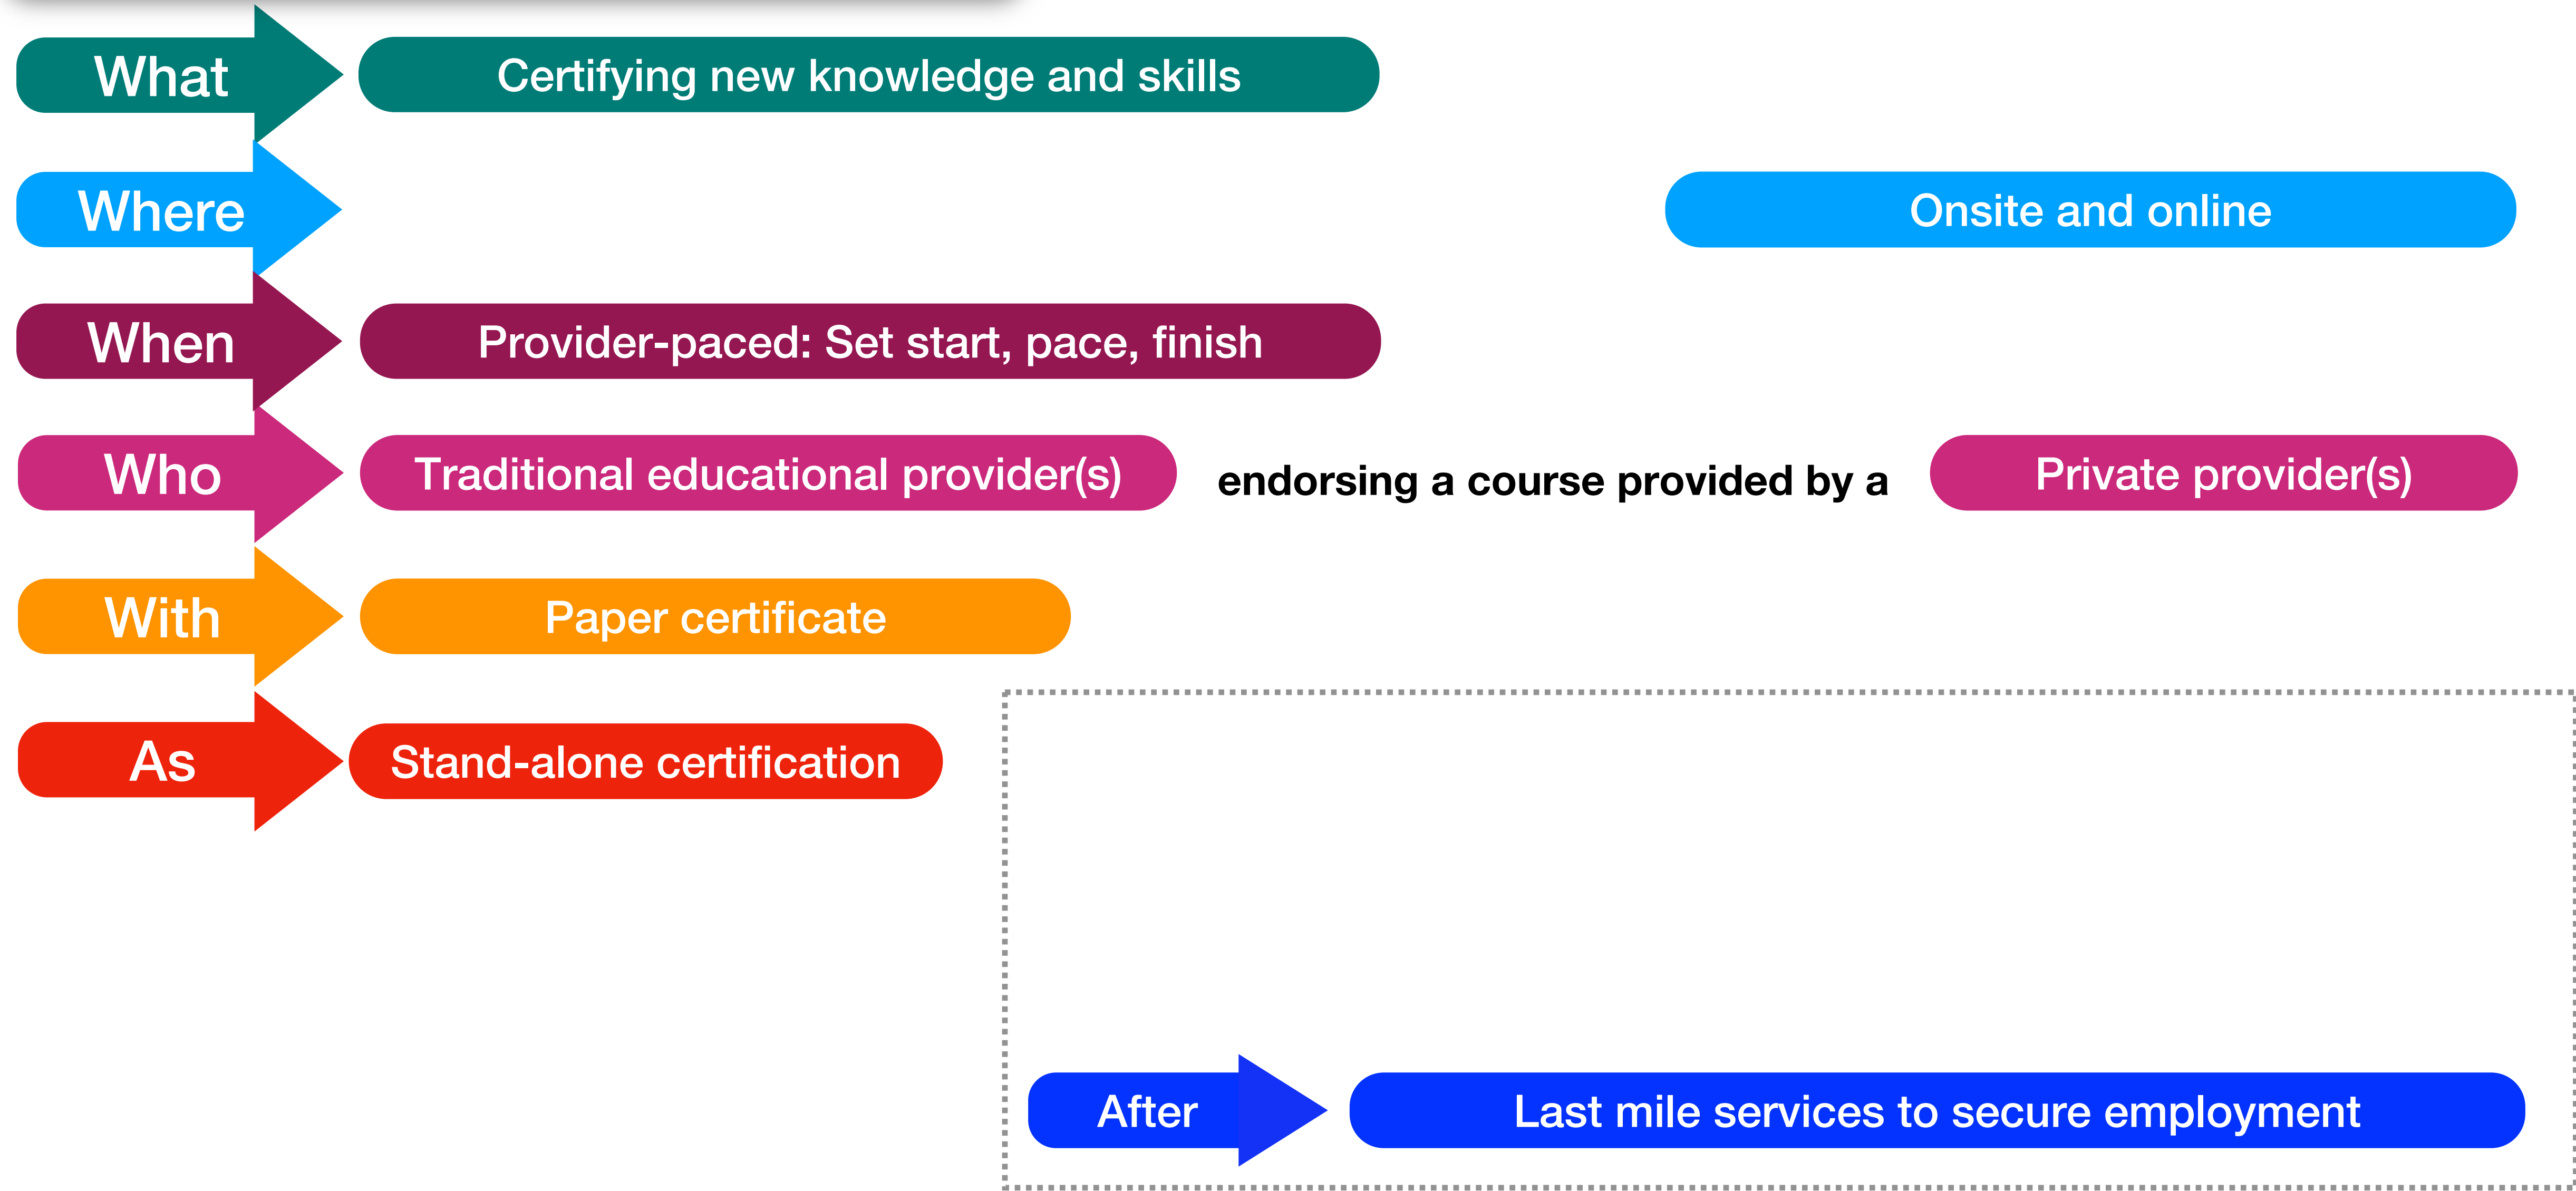 What
Certifying new knowledge and skills
Where
Onsite and online
When
Provider-paced: Set start, pace, finish
Who
Traditional educational provider(s)
endorsing a course provided by a
Private provider(s)
With
Paper certificate
As
Stand-alone certification
After
Last mile services to secure employment